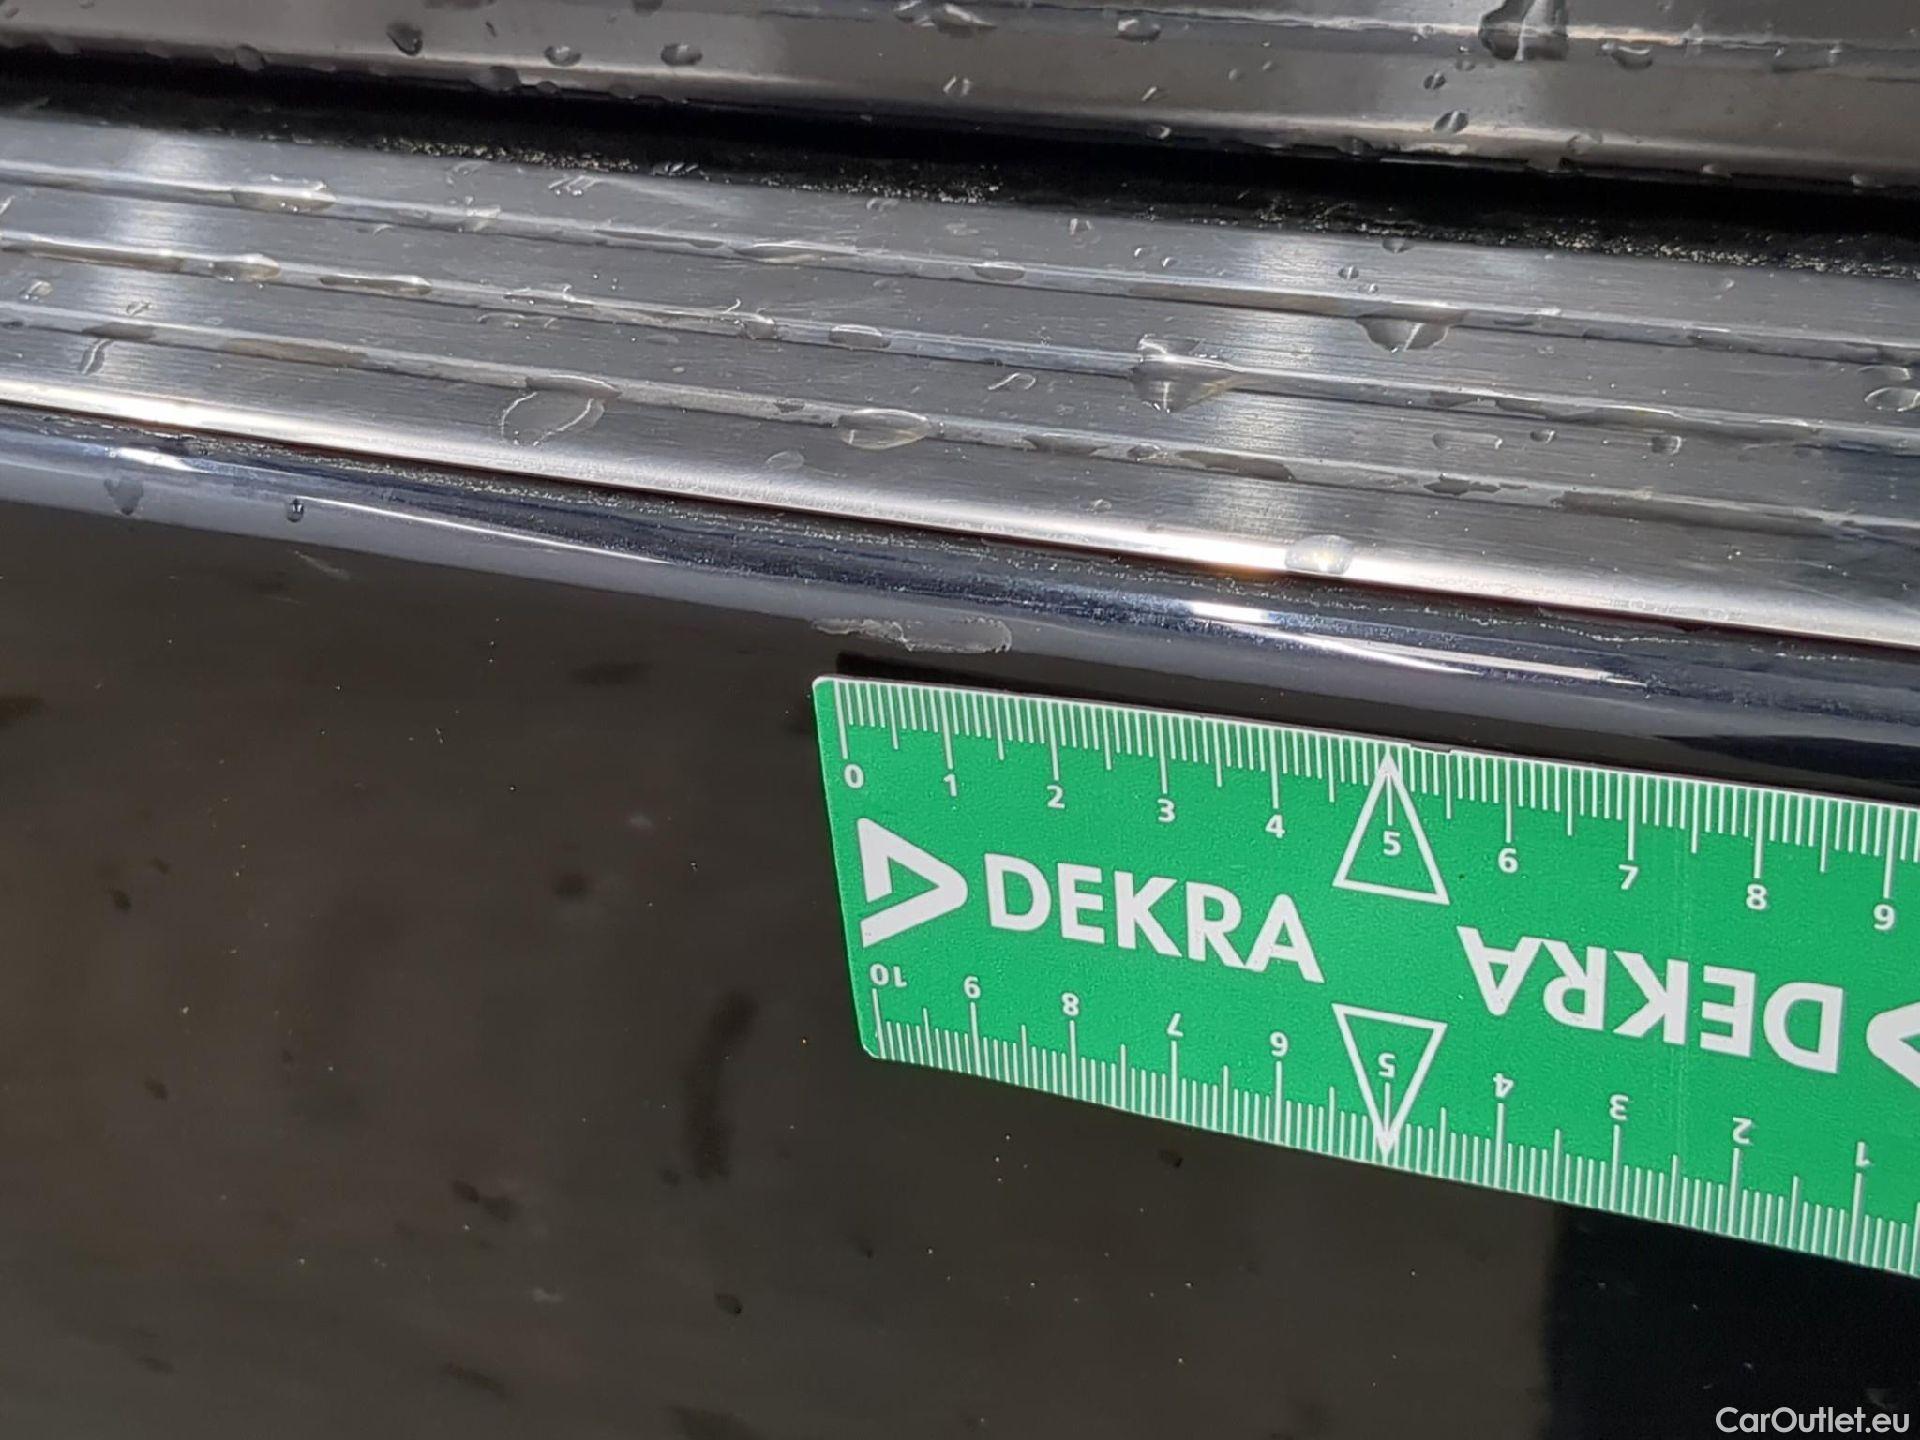 0 1 2 3 4 5 6 7 8 9
DEKRA
DEKRA
10 9 8 7 6 5 4 3 2 1
CarOutlet.eu